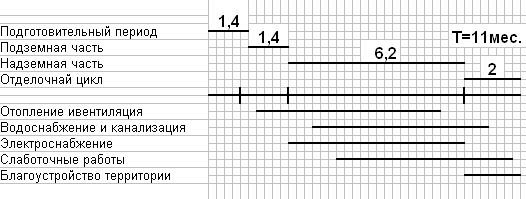 1,4
Подготовительный период
1,4
Подземная часть
6,2
T=11мес.
Надземная часть
2
Отделочный цикл
Отопление ивентиляция
Водоснабжение и канализация
Электроснабжение
Слаботочные работы
Благоустройство территории